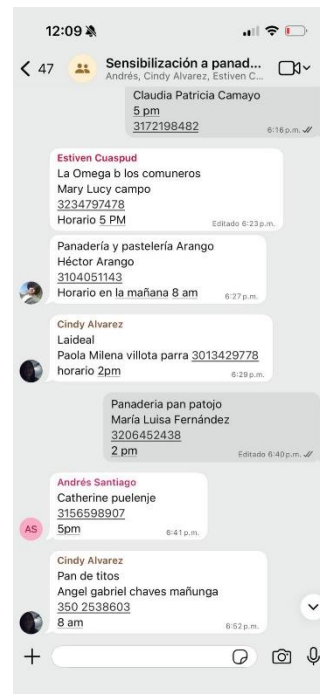 12:09
47
Sensibilización a panad...
Andrés, Cindy Alvarez, Estiven C...
Claudia Patricia Camayo
5 pm
3172198482
6:16 p.m.
Estiven Cuaspud
La Omega b los comuneros
Mary Lucy campo
3234797478
Horario 5 PM
Editado 6:23 p.m.
Panadería y pastelería Arango
Héctor Arango
3104051143
Horario en la mañana 8 am
6:27 p.m.
Cindy Alvarez
Laideal
Paola Milena villota parra 3013429778
horario 2pm
6:29 p.m.
Panaderia pan patojo
María Luisa Fernández
3206452438
2 pm
Editado 6:40 p.m.
Andrés Santiago
Catherine puelenje
3156598907
AS
5pm
6:41 p.m.
Cindy Alvarez
Pan de titos
Angel gabriel chaves mañunga
350 2538603
8 am
6:52 p.m.